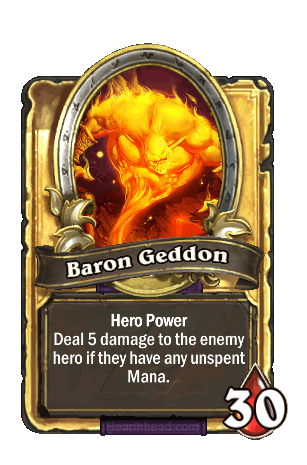 Baron Geddon
Hero Power
Deal 5 damage to the enemy
hero if they have any unspent
Mana.
30
Hearthhead.com